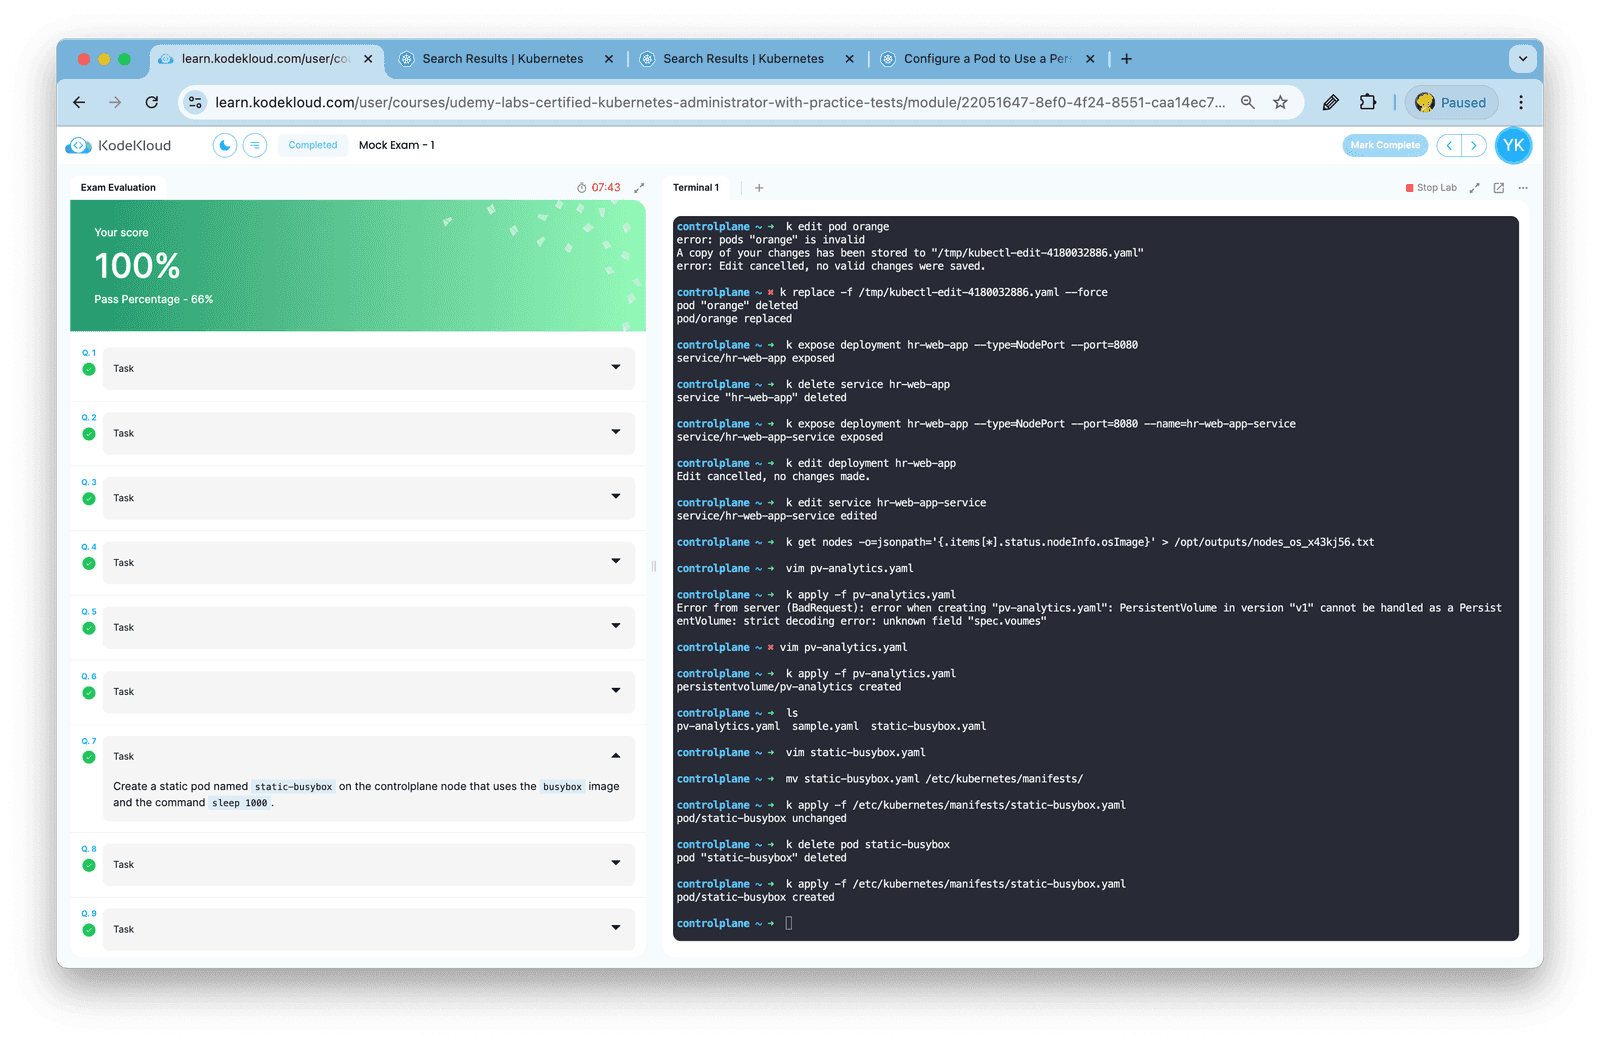 learn.kodekloud.com/user/co
Search Results | Kubernetes
Search Results | Kubernetes
Configure a Pod to Use a Per
learn.kodekloud.com/user/courses/udemy-labs-certified-kubernetes-administrator-with-practice-tests/module/22051647-8ef0-4f24-8551-caa14ec7...
Paused
KodeKloud
Completed
Mock Exam - 1
Mark Complete
YK
Exam Evaluation
07:43
Your score
100%
Pass Percentage - 66%
Q. 1
Task
Q. 2
Task
Q. 3
Task
Q. 4
Task
Q. 5
Task
Q. 6
Task
Q. 7
Task
Create a static pod named static-busybox on the controlplane node that uses the busybox image
and the command sleep 1000.
Q. 8
Task
Q. 9
Task
Terminal 1
Stop Lab
controlplane ~ ➜ k edit pod orange
error: pods "orange" is invalid
A copy of your changes has been stored to "/tmp/kubectl-edit-4180032886.yaml"
error: Edit cancelled, no valid changes were saved.
controlplane ~ ✖ k replace -f /tmp/kubectl-edit-4180032886.yaml --force
pod "orange" deleted
pod/orange replaced
controlplane ~ ➜ k expose deployment hr-web-app --type=NodePort --port=8080
service/hr-web-app exposed
controlplane ~ ➜ k delete service hr-web-app
service "hr-web-app" deleted
controlplane ~ ➜ k expose deployment hr-web-app --type=NodePort --port=8080 --name=hr-web-app-service
service/hr-web-app-service exposed
controlplane ~ ➜ k edit deployment hr-web-app
Edit cancelled, no changes made.
controlplane ~ ➜ k edit service hr-web-app-service
service/hr-web-app-service edited
controlplane ~ ➜ k get nodes -o=jsonpath='{.items[*].status.nodeInfo.osImage}' > /opt/outputs/nodes_os_x43kj56.txt
controlplane ~ ➜ vim pv-analytics.yaml
controlplane ~ ➜ k apply -f pv-analytics.yaml
Error from server (BadRequest): error when creating "pv-analytics.yaml": PersistentVolume in version "v1" cannot be handled as a Persist
entVolume: strict decoding error: unknown field "spec.voumes"
controlplane ~ ✖ vim pv-analytics.yaml
controlplane ~ ➜ k apply -f pv-analytics.yaml
persistentvolume/pv-analytics created
controlplane ~ ➜ ls
pv-analytics.yaml sample.yaml static-busybox.yaml
controlplane ~ ➜ vim static-busybox.yaml
controlplane ~ ➜ mv static-busybox.yaml /etc/kubernetes/manifests/
controlplane ~ ➜ k apply -f /etc/kubernetes/manifests/static-busybox.yaml
pod/static-busybox unchanged
controlplane ~ ➜ k delete pod static-busybox
pod "static-busybox" deleted
controlplane ~ ➜ k apply -f /etc/kubernetes/manifests/static-busybox.yaml
pod/static-busybox created
controlplane ~ ➜